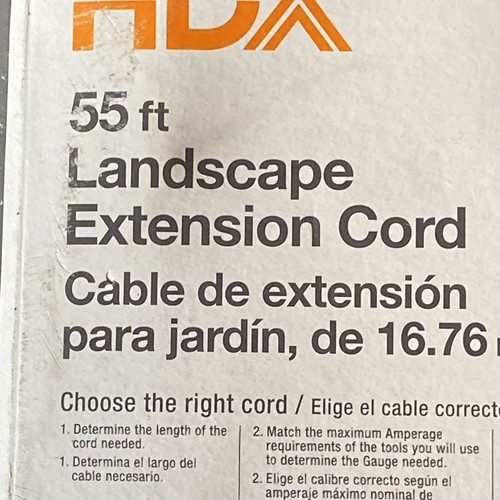 HDX
55 ft
Landscape
Extension Cord
Cable de extensión
para jardín, de 16.76
Choose the right cord / Elige el cable
1. Determine the length of the
cord needed.
1. Determina el largo del
cable necesario.
2. Match the maximum Amperage
requirements of the tools you will use
to determine the Gauge needed.
2. Elige el calibre correcto según el
amperaje máximo nominal de